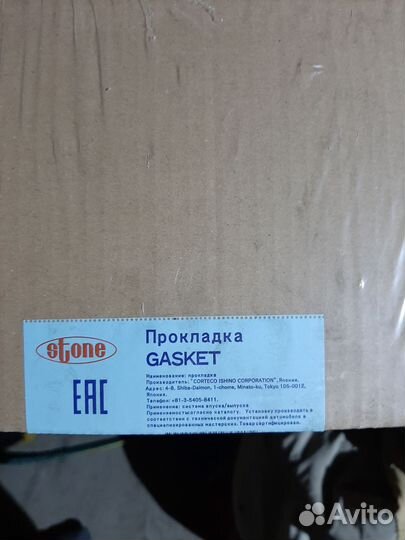 stone
Прокладка
GASKET
EAC
Наименование: прокладка
Производитель: "CORTECO ISHINO CORPORATION", Япония.
Адрес: 4-8, Shiba-Daimon, 1-chome, Minato-ku, Tokyo 105-0012,
Япония.
Телефон: +81-3-5405-8411.
Применение: система впуска/выпуска
Применяемость: согласно каталогу. Установку производить в
соответствии с технической документацией автомобиля в
специализированных мастерских. Товар сертифицирован.
Avito